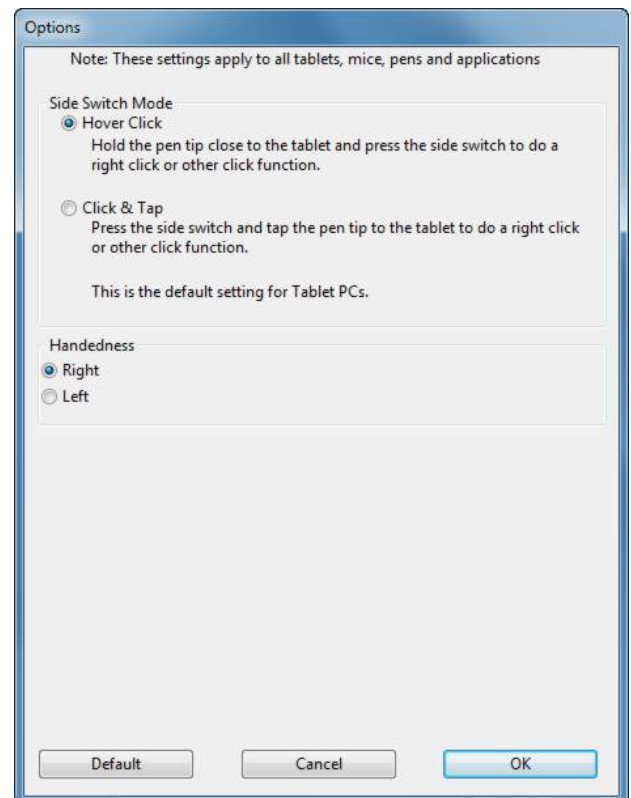 Options
Note: These settings apply to all tablets, mice, pens and applications
Side Switch Mode
Hover Click
Hold the pen tip close to the tablet and press the side switch to do a
right click or other click function.
Click & Tap
Press the side switch and tap the pen tip to the tablet to do a right click
or other click function.
This is the default setting for Tablet PCs.
Handedness
Right
Left
Default Cancel OK